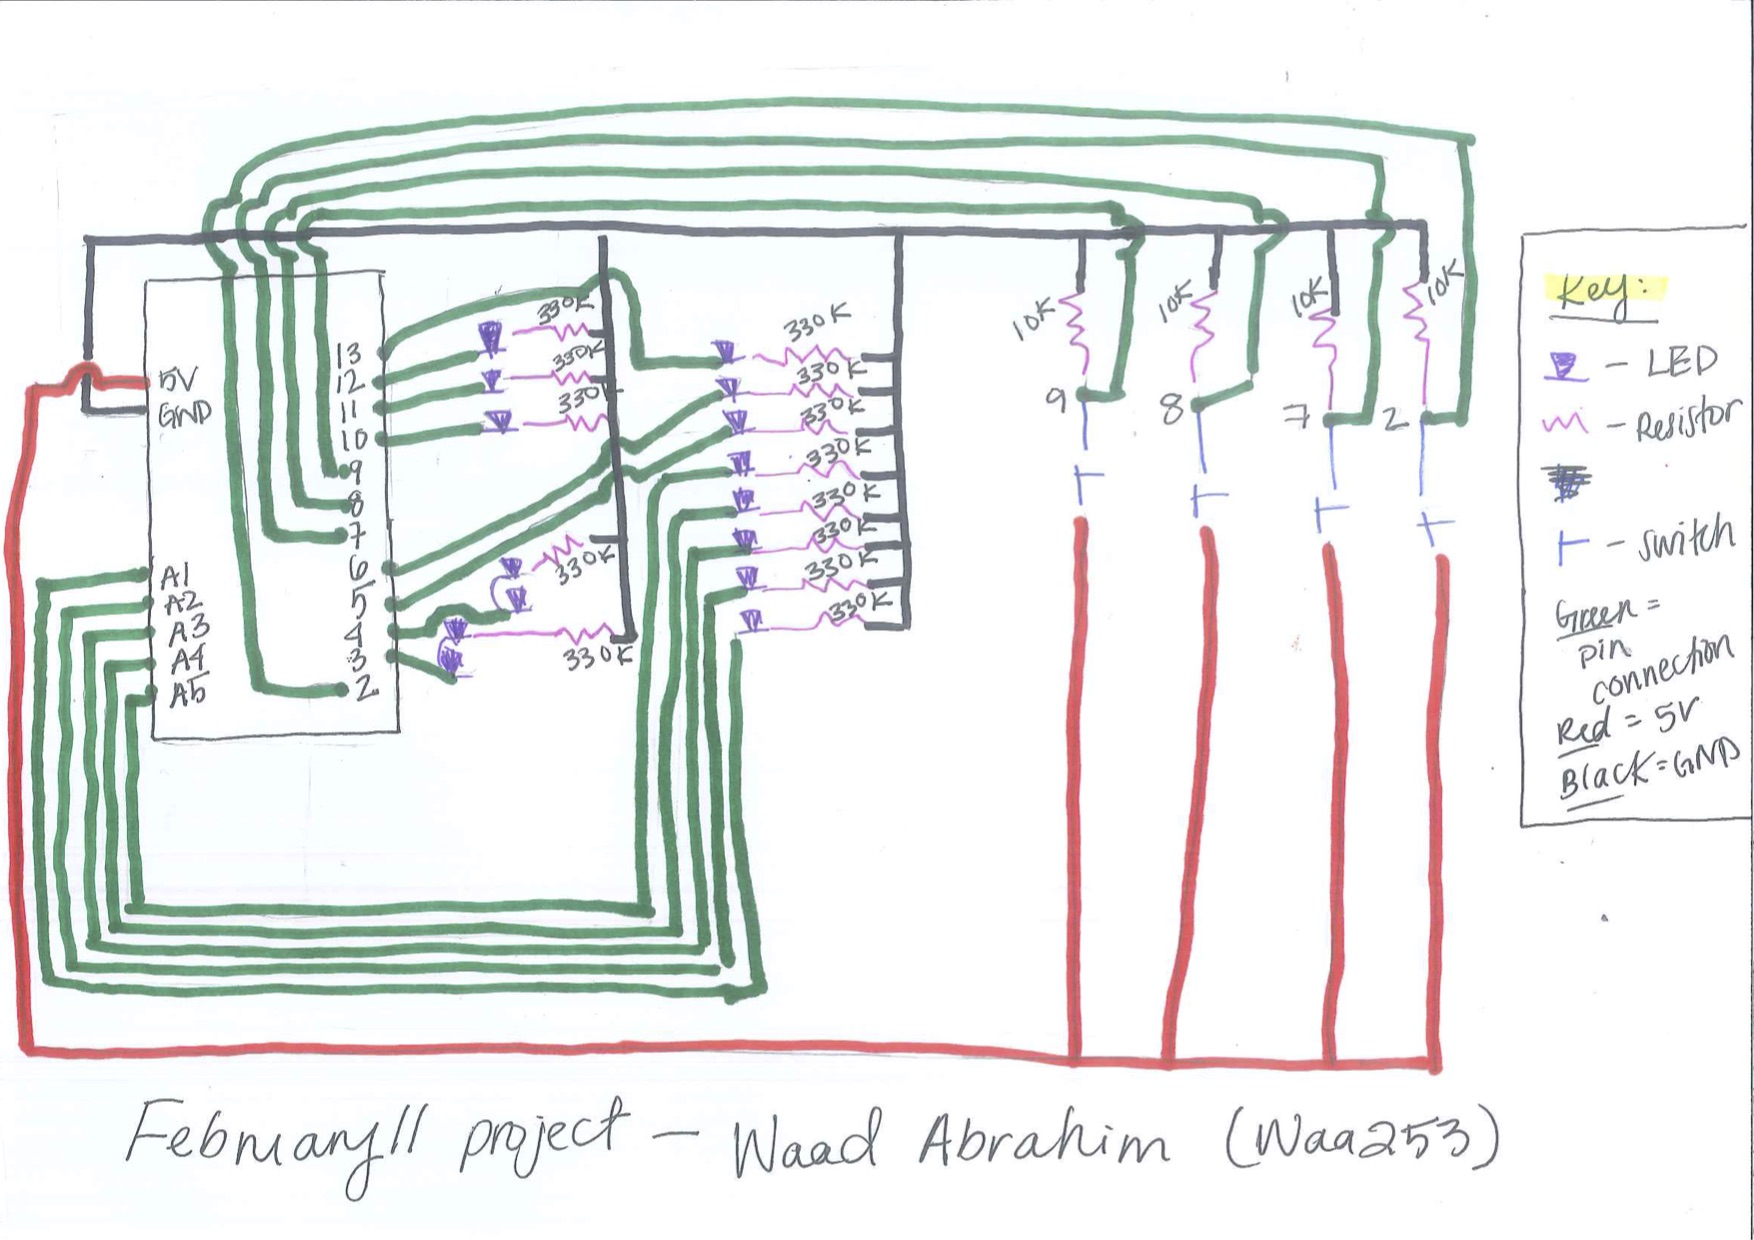 5V
GND
13
12
11
10
9
8
7
6
5
4
3
2
A1
A2
A3
A4
A5
330K
330K
330K
330K
330K
330K
330K
330K
330K
330K
330K
330K
330K
10K
10K
10K
10K
9
8
7
2
Key:
- LED
- Resistor
- switch
Green =
pin
connection
Red = 5V
Black = GND
February 11 project - Waad Abrahim (Waa253)